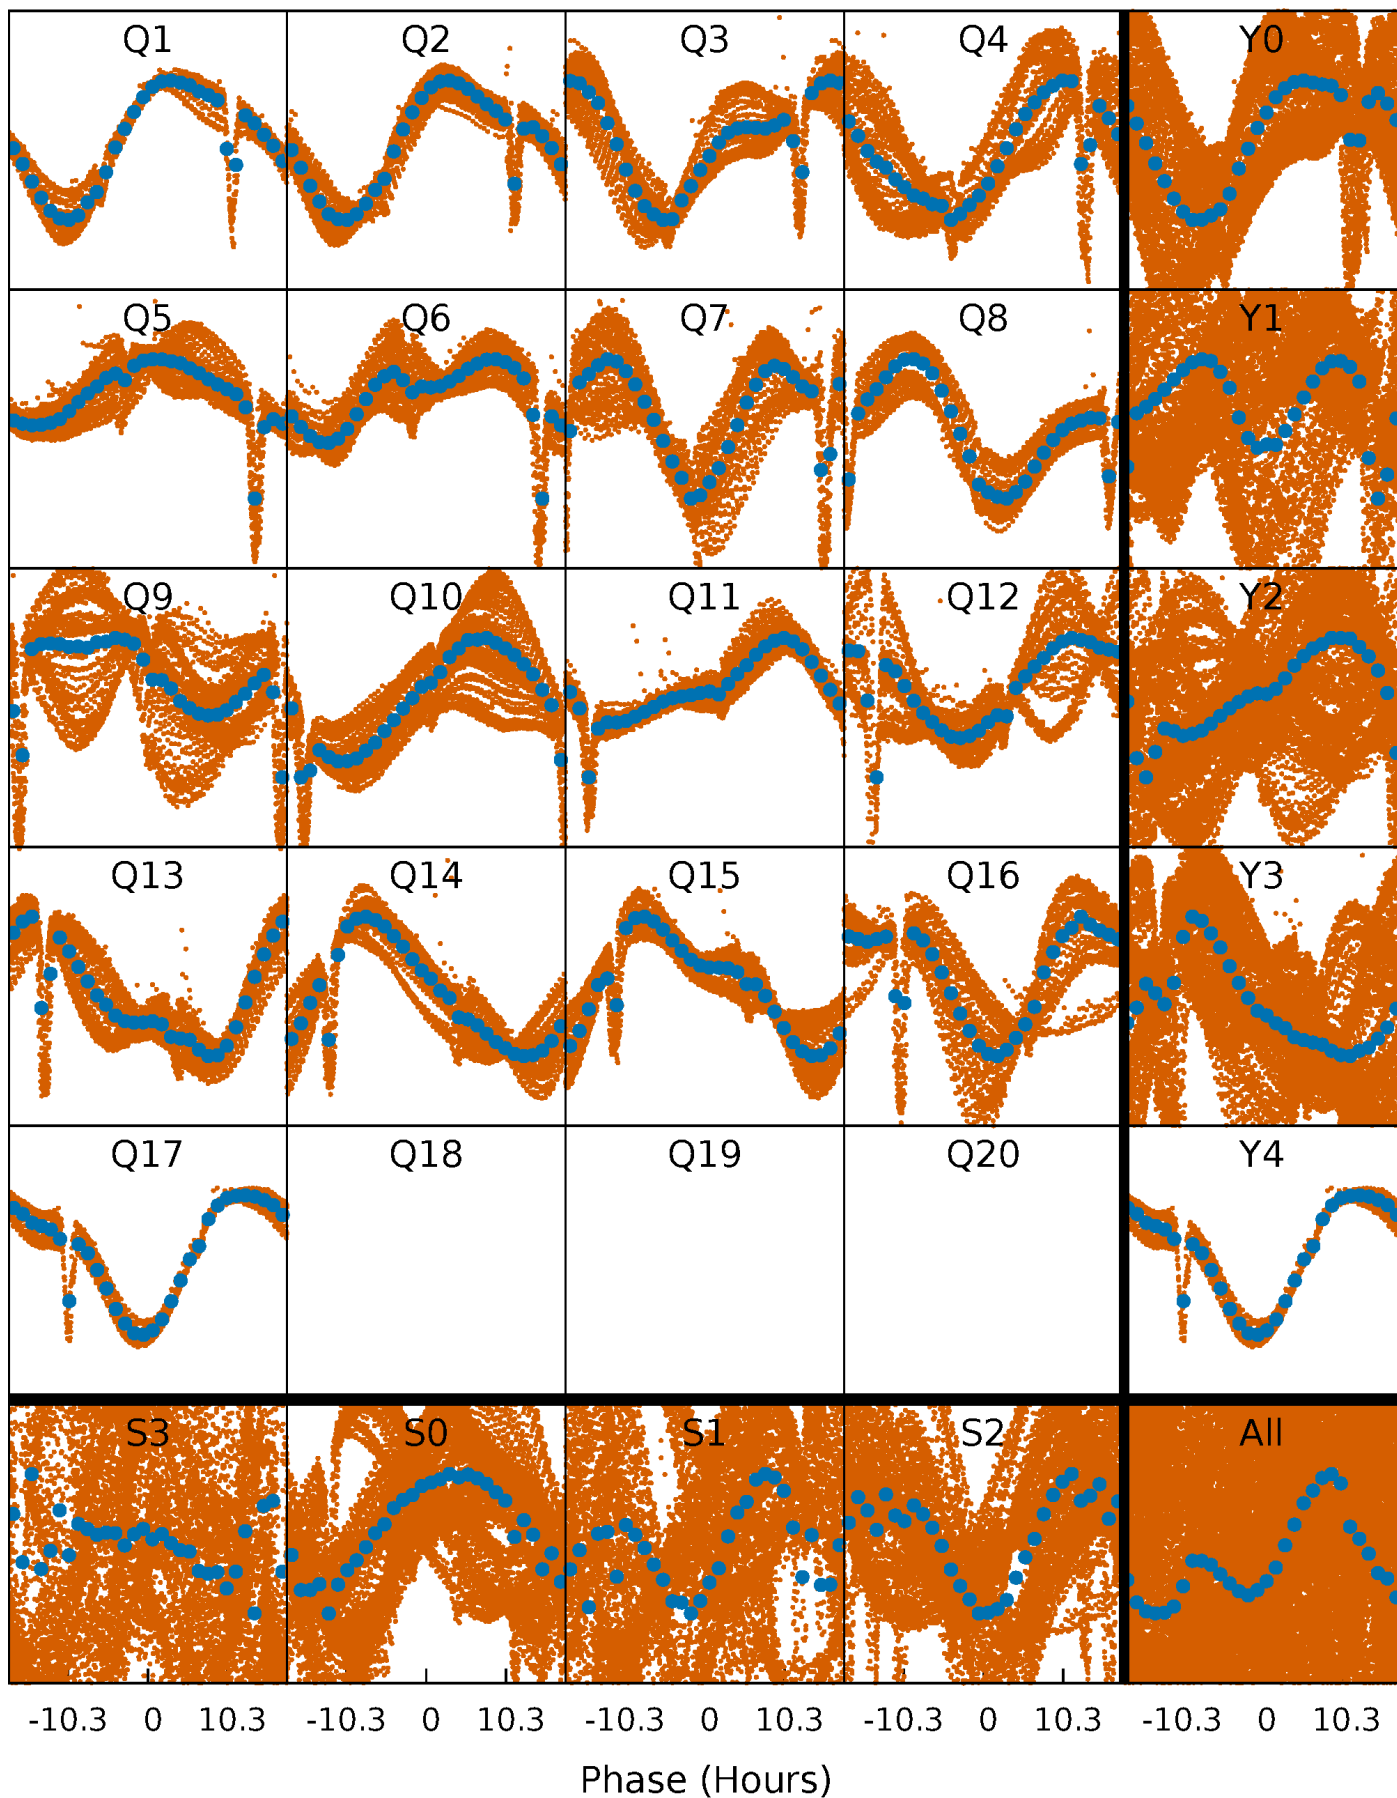 Q1 Q2 Q3 Q4 Y0
Q5 Q6 Q7 Q8 Y1
Q9 Q10 Q11 Q12 Y2
Q13 Q14 Q15 Q16 Y3
Q17 Q18 Q19 Q20 Y4
S3 S0 S1 S2 All
-10.3 0 10.3 -10.3 0 10.3 -10.3 0 10.3 -10.3 0 10.3 -10.3 0 10.3
Phase (Hours)